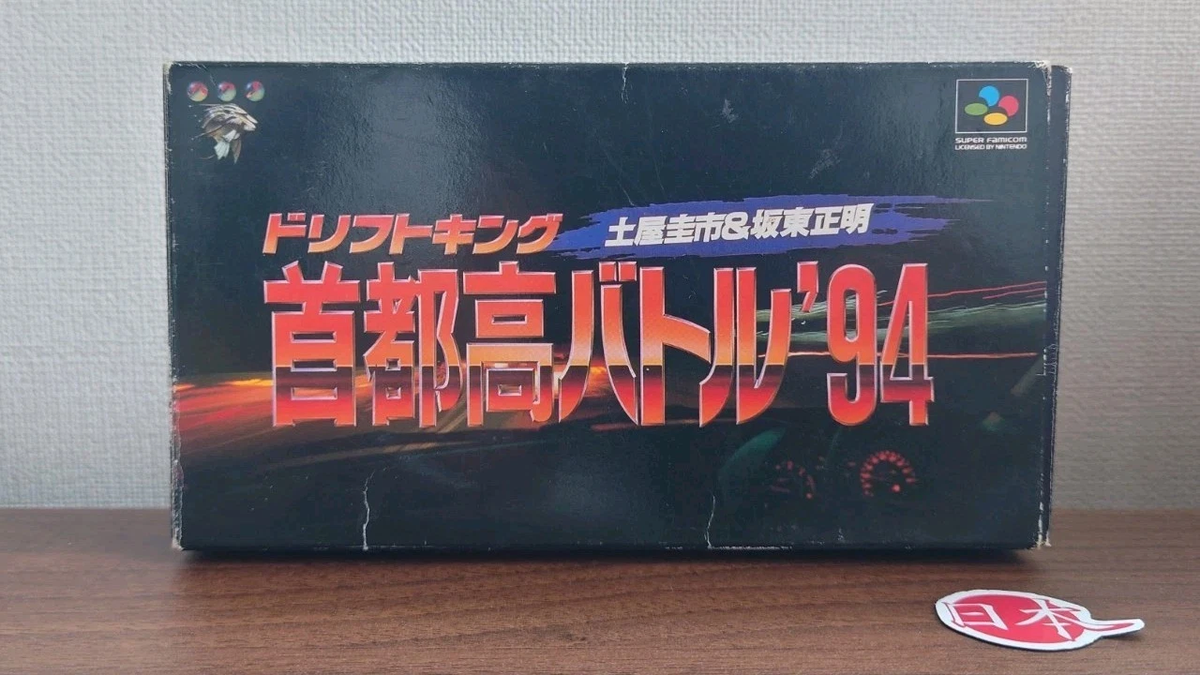 SUPER FAMICOM
LICENSED BY NINTENDO
ドリフトキング 土屋圭市&坂東正明
首都高バトル'94
日本